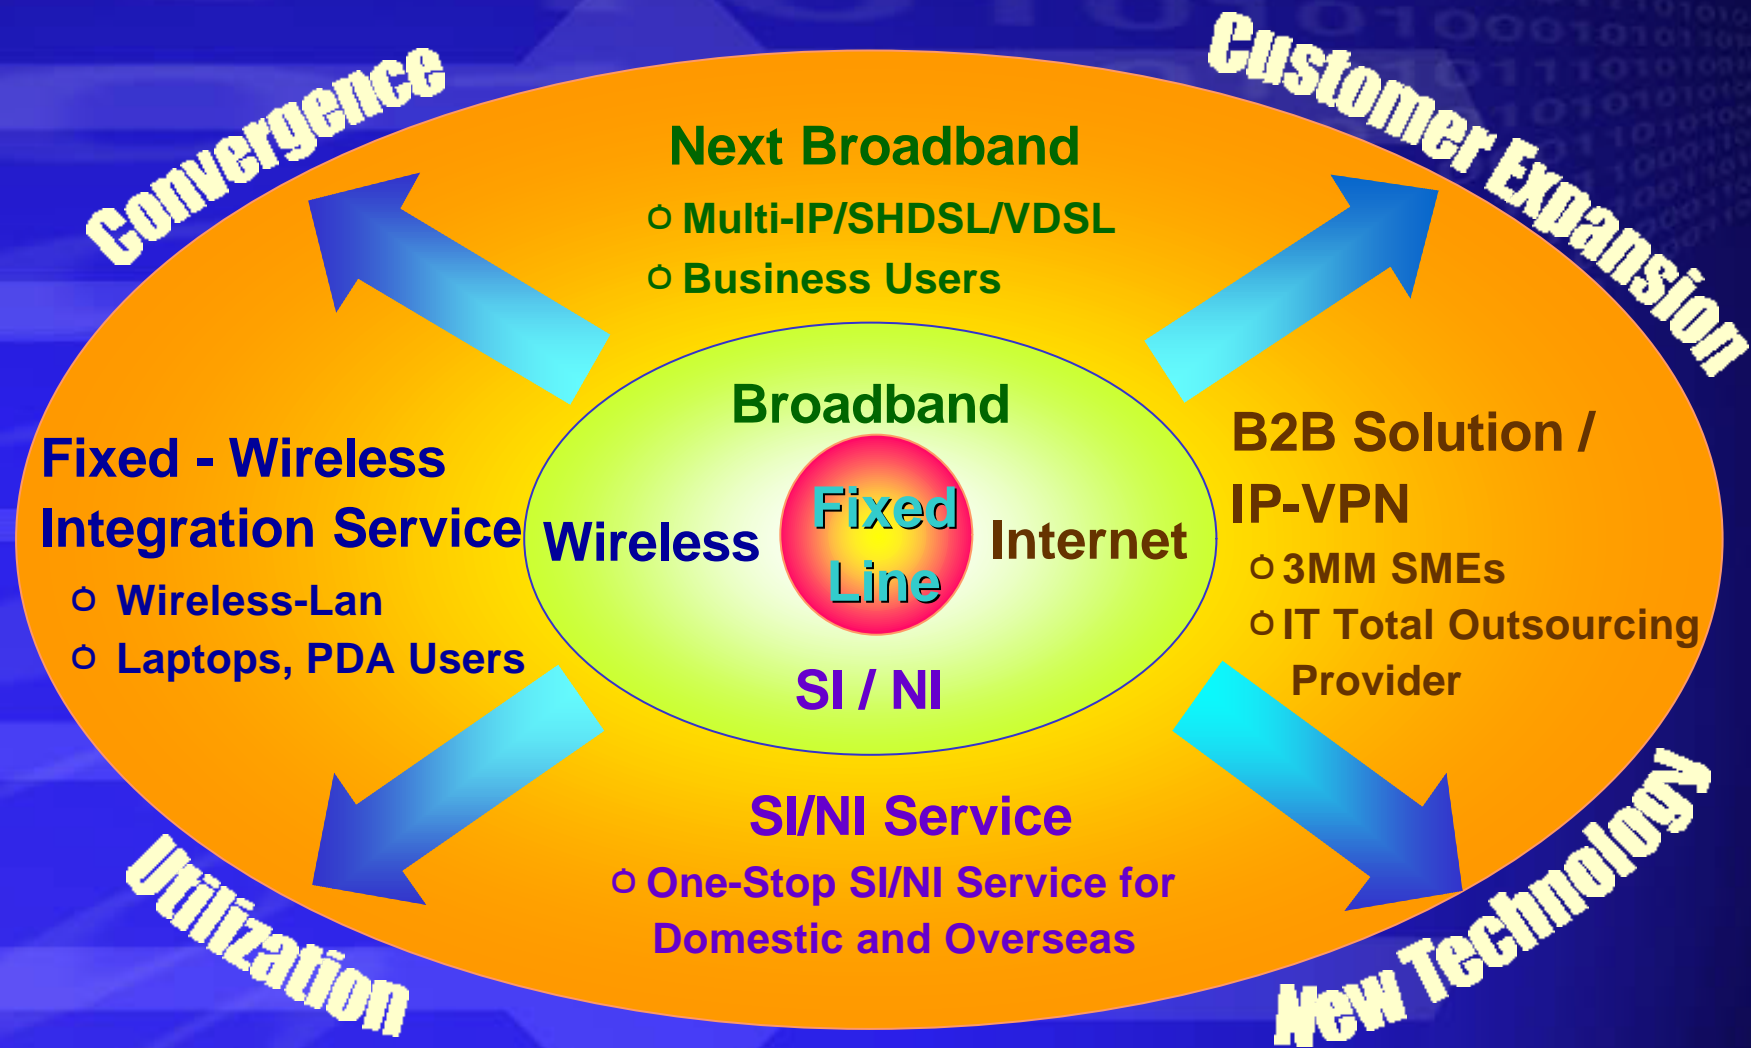 Convergence
Customer Expansion
Next Broadband
Multi-IP/SHDSL/VDSL
Business Users
Broadband
Fixed - Wireless
Integration Service
Wireless-Lan
Laptops, PDA Users
Wireless
Fixed
Line
Internet
B2B Solution /
IP-VPN
3MM SMEs
IT Total Outsourcing
Provider
SI / NI
SI/NI Service
One-Stop SI/NI Service for
Domestic and Overseas
Utilization
New Technology